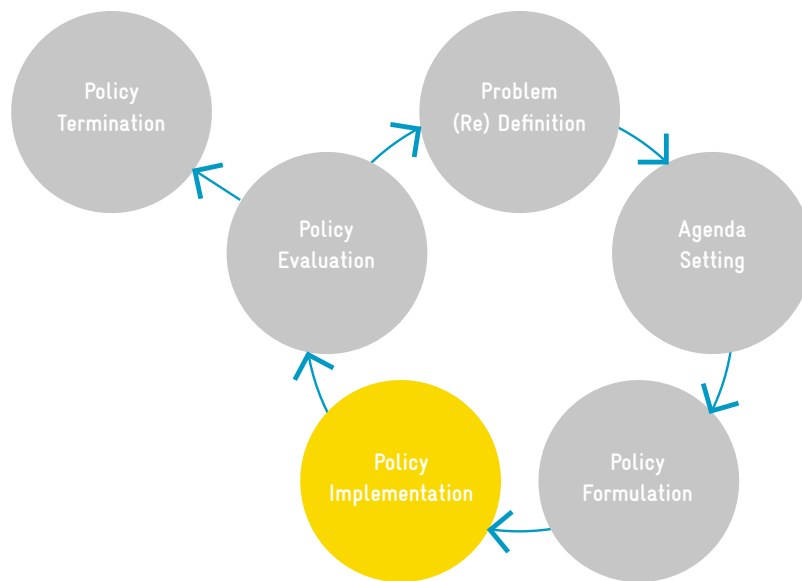 Policy
Termination
Problem
(Re) Definition
Policy
Evaluation
Agenda
Setting
Policy
Implementation
Policy
Formulation